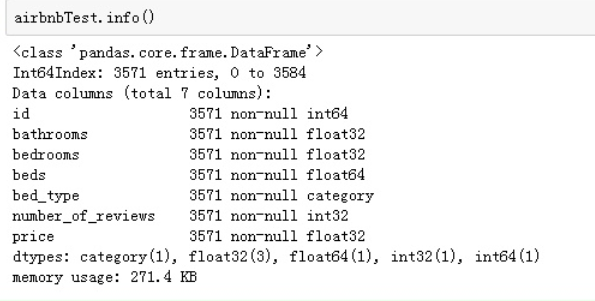 airbnbTest.info()
<class 'pandas.core.frame.DataFrame'>
Int64Index: 3571 entries, 0 to 3584
Data columns (total 7 columns):
id                     3571 non-null int64
bathrooms              3571 non-null float32
bedrooms               3571 non-null float32
beds                   3571 non-null float64
bed_type               3571 non-null category
number_of_reviews      3571 non-null int32
price                  3571 non-null float32
dtypes: category(1), float32(3), float64(1), int32(1), int64(1)
memory usage: 271.4 KB